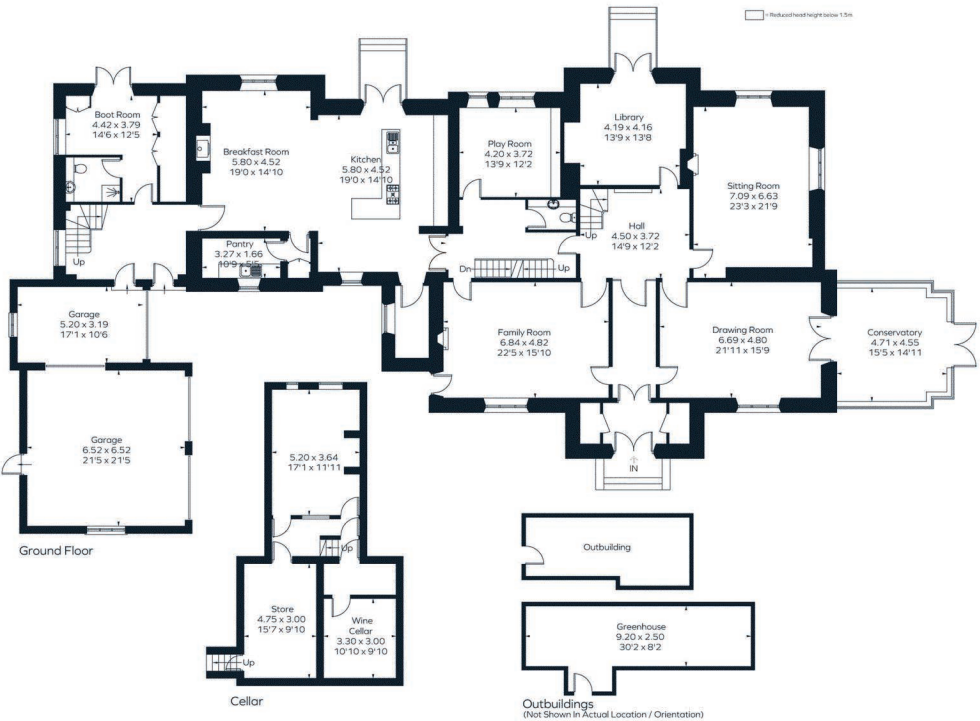 = Reduced head height below 1.5m
Boot Room
4.42 x 3.79
14'6 x 12'5
Breakfast Room
5.80 x 4.52
19'0 x 14'10
Kitchen
5.80 x 4.52
19'0 x 14'10
Play Room
4.20 x 3.72
13'9 x 12'2
Library
4.19 x 4.16
13'9 x 13'8
Sitting Room
7.09 x 6.63
23'3 x 21'9
Hall
4.50 x 3.72
14'9 x 12'2
Up
Up
Pantry
3.27 x 1.66
10'9 x 5'5
Dn
Up
Garage
5.20 x 3.19
17'1 x 10'6
Family Room
6.84 x 4.82
22'5 x 15'10
Drawing Room
6.69 x 4.80
21'11 x 15'9
Conservatory
4.71 x 4.55
15'5 x 14'11
Garage
6.52 x 6.52
21'5 x 21'5
IN
Ground Floor
5.20 x 3.64
17'1 x 11'11
Up
Store
4.75 x 3.00
15'7 x 9'10
Wine
Cellar
3.30 x 3.00
10'10 x 9'10
Up
Cellar
Outbuilding
Greenhouse
9.20 x 2.50
30'2 x 8'2
Outbuildings
(Not Shown In Actual Location / Orientation)